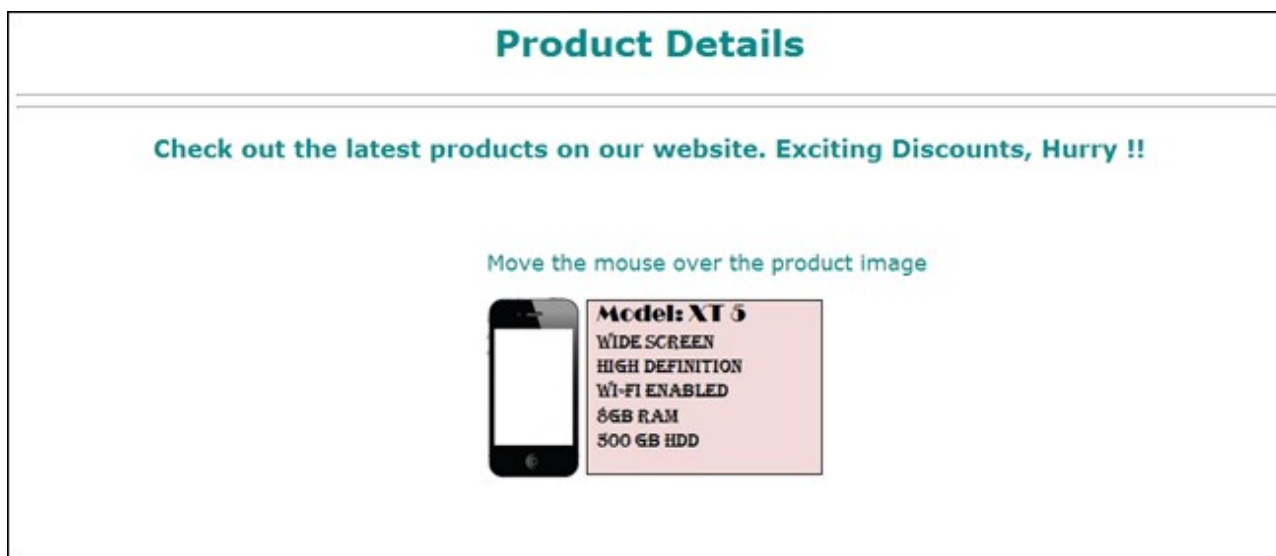 Product Details
Check out the latest products on our website. Exciting Discounts, Hurry !!
Move the mouse over the product image
Model: XT 5
WIDE SCREEN
HIGH DEFINITION
WI-FI ENABLED
8GB RAM
500 GB HDD